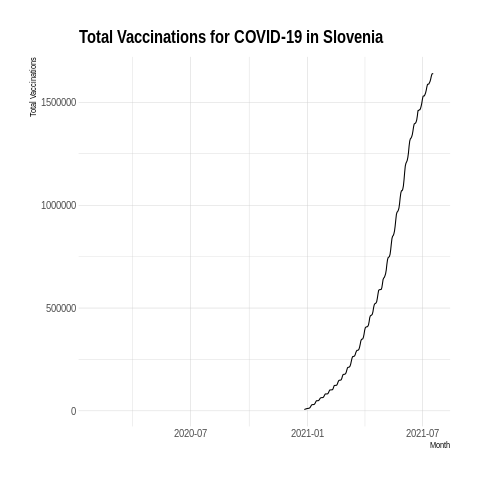 Total Vaccinations for COVID-19 in Slovenia
Total Vaccinations
1500000
1000000
500000
0
2020-07
2021-01
2021-07
Month